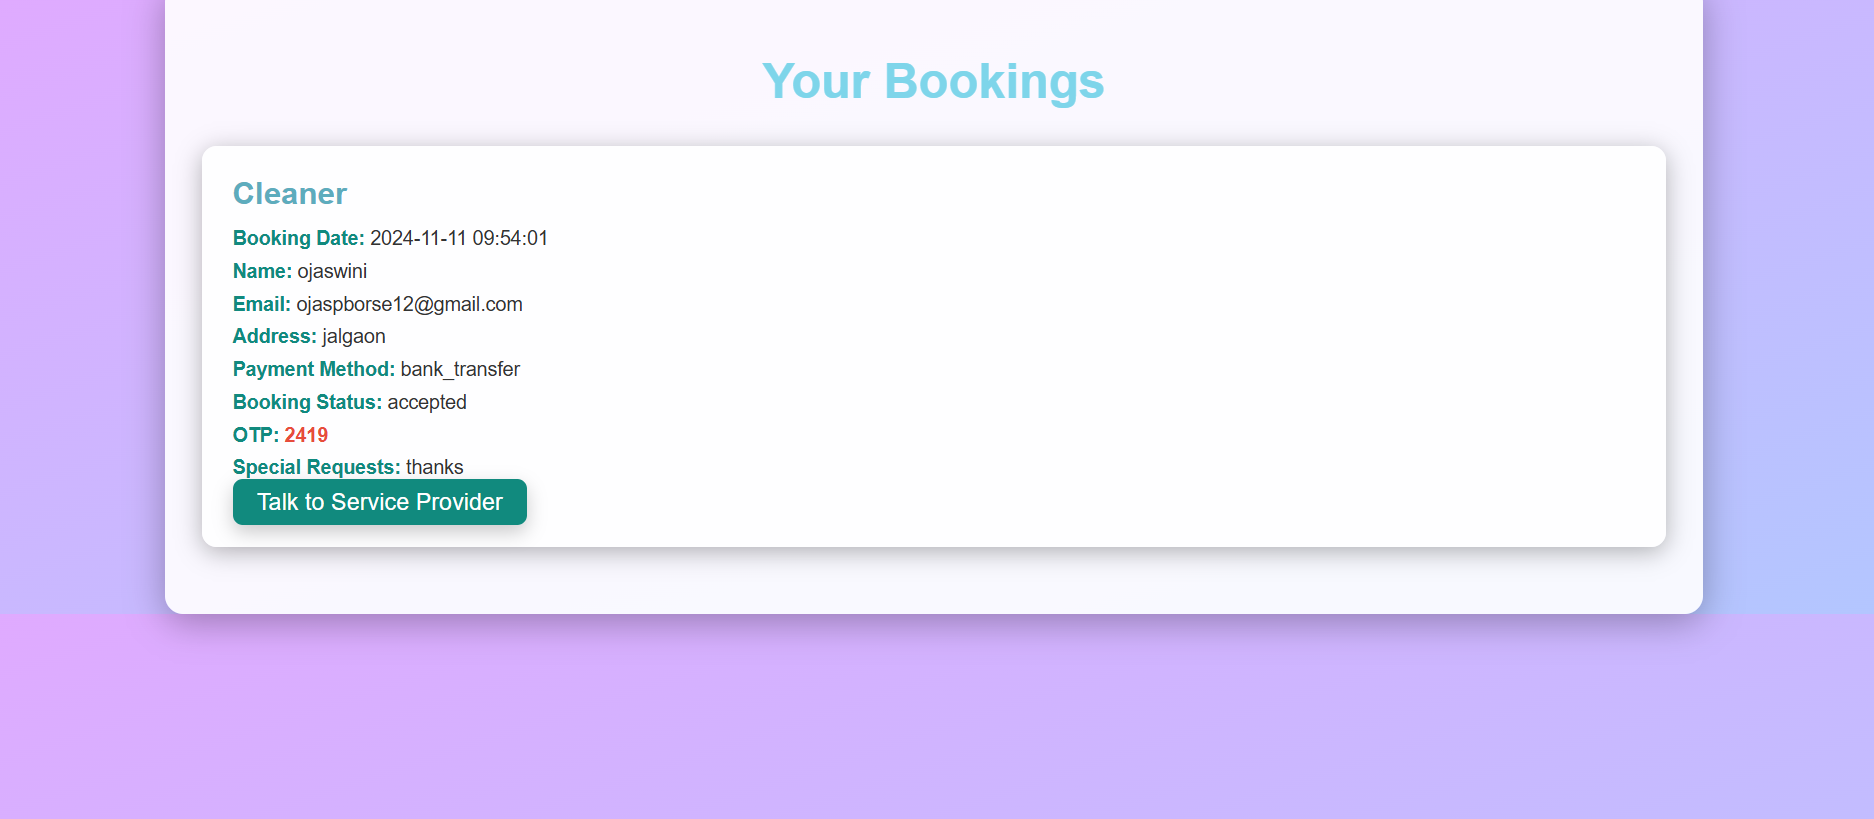 Your Bookings
Cleaner
Booking Date: 2024-11-11 09:54:01
Name: ojaswini
Email: ojaspborse12@gmail.com
Address: jalgaon
Payment Method: bank_transfer
Booking Status: accepted
OTP: 2419
Special Requests: thanks
Talk to Service Provider